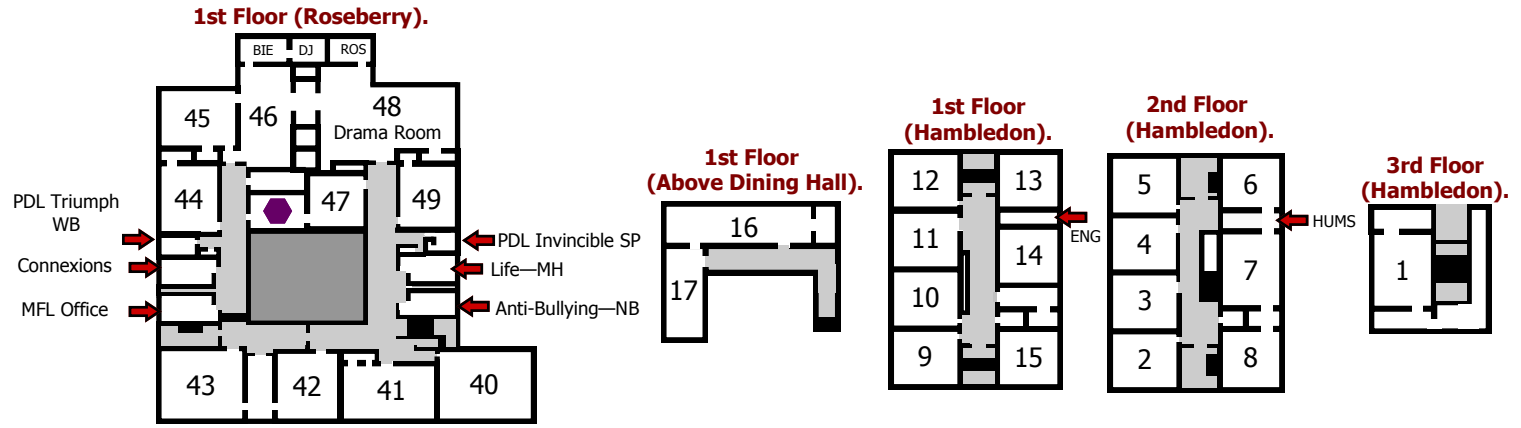 1st Floor (Roseberry).
BIE
DJ
ROS
45
46
48
Drama Room
44
47
49
PDL Triumph
WB
Connexions
MFL Office
PDL Invincible SP
Life—MH
Anti-Bullying—NB
43
42
41
40
1st Floor
(Above Dining Hall).
16
17
1st Floor
(Hambledon).
12
13
11
ENG
14
10
9
15
2nd Floor
(Hambledon).
5
6
HUMS
4
7
3
2
8
3rd Floor
(Hambledon).
1